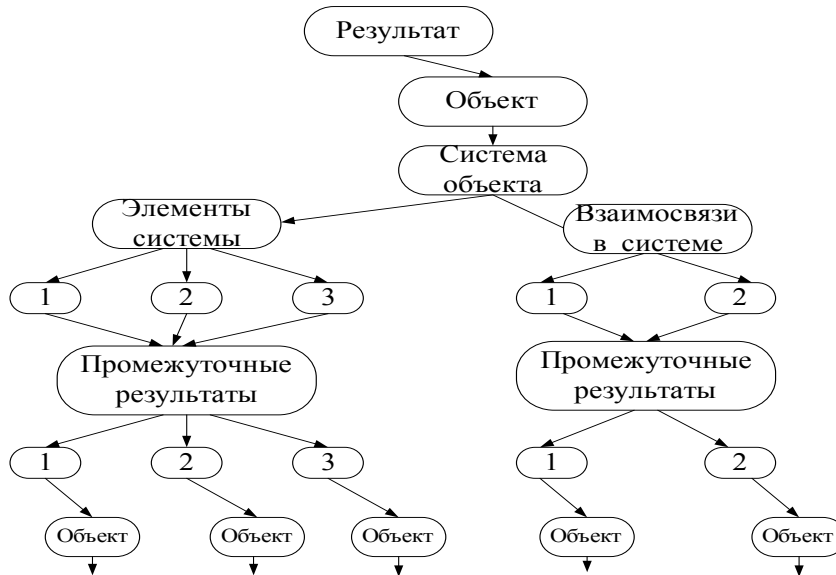 Результат
Объект
Система
объекта
Элементы
системы
Взаимосвязи
в системе
1
2
3
1
2
Промежуточные
результаты
Промежуточные
результаты
1
2
3
1
2
Объект
Объект
Объект
Объект
Объект